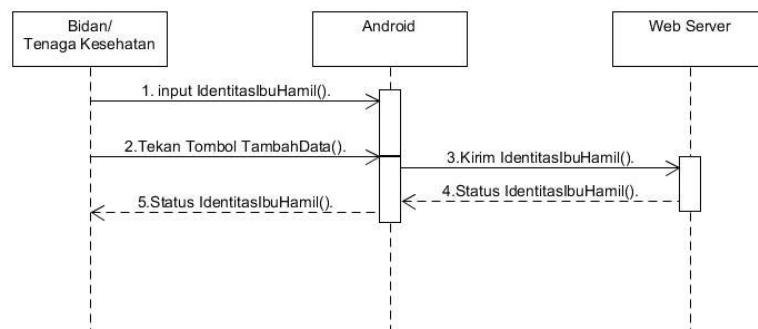 Bidan/
Tenaga Kesehatan
Android
Web Server
1. input IdentitasIbuHamil().
2.Tekan Tombol TambahData().
3.Kirim IdentitasIbuHamil().
4.Status IdentitasIbuHamil().
5.Status IdentitasIbuHamil().